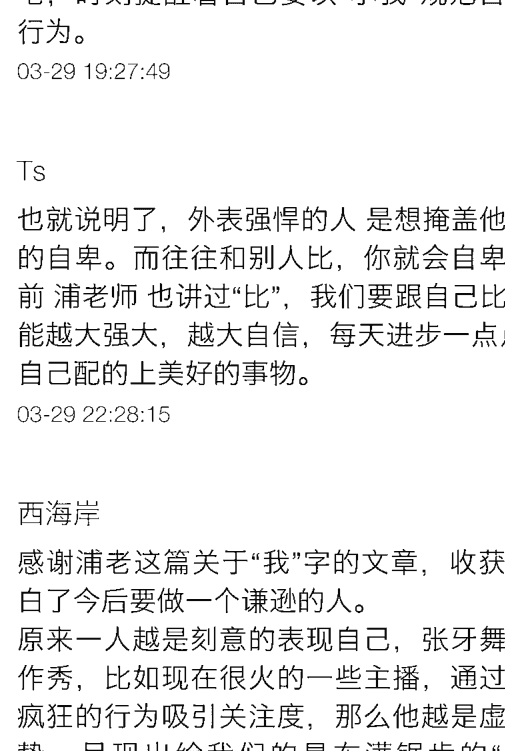 行为。
03-29 19:27:49
Ts
也就说明了，外表强悍的人 是想掩盖他
的自卑。而往往和别人比，你就会自卑
前 浦老师 也讲过“比”，我们要跟自己比
能越大强大，越大自信，每天进步一点
自己配的上美好的事物。
03-29 22:28:15
西海岸
感谢浦老这篇关于“我”字的文章，收获
白了今后要做一个谦逊的人。
原来一人越是刻意的表现自己，张牙舞
作秀，比如现在很火的一些主播，通过
疯狂的行为吸引关注度，那么他越是虚